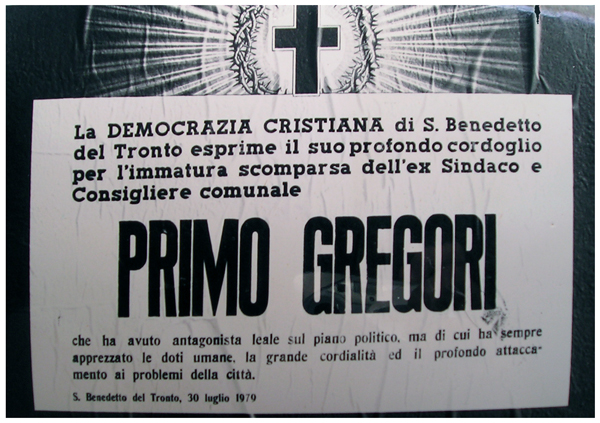 La DEMOCRAZIA CRISTIANA di S. Benedetto
del Tronto esprime il suo profondo cordoglio
per l'immatura scomparsa dell'ex Sindaco e
Consigliere comunale
PRIMO GREGORI
che ha avuto antagonista leale sul piano politico, ma di cui ha sempre
apprezzato le doti umane, la grande cordialità ed il profondo attacca-
mento ai problemi della città.
S. Benedetto del Tronto, 30 luglio 1979